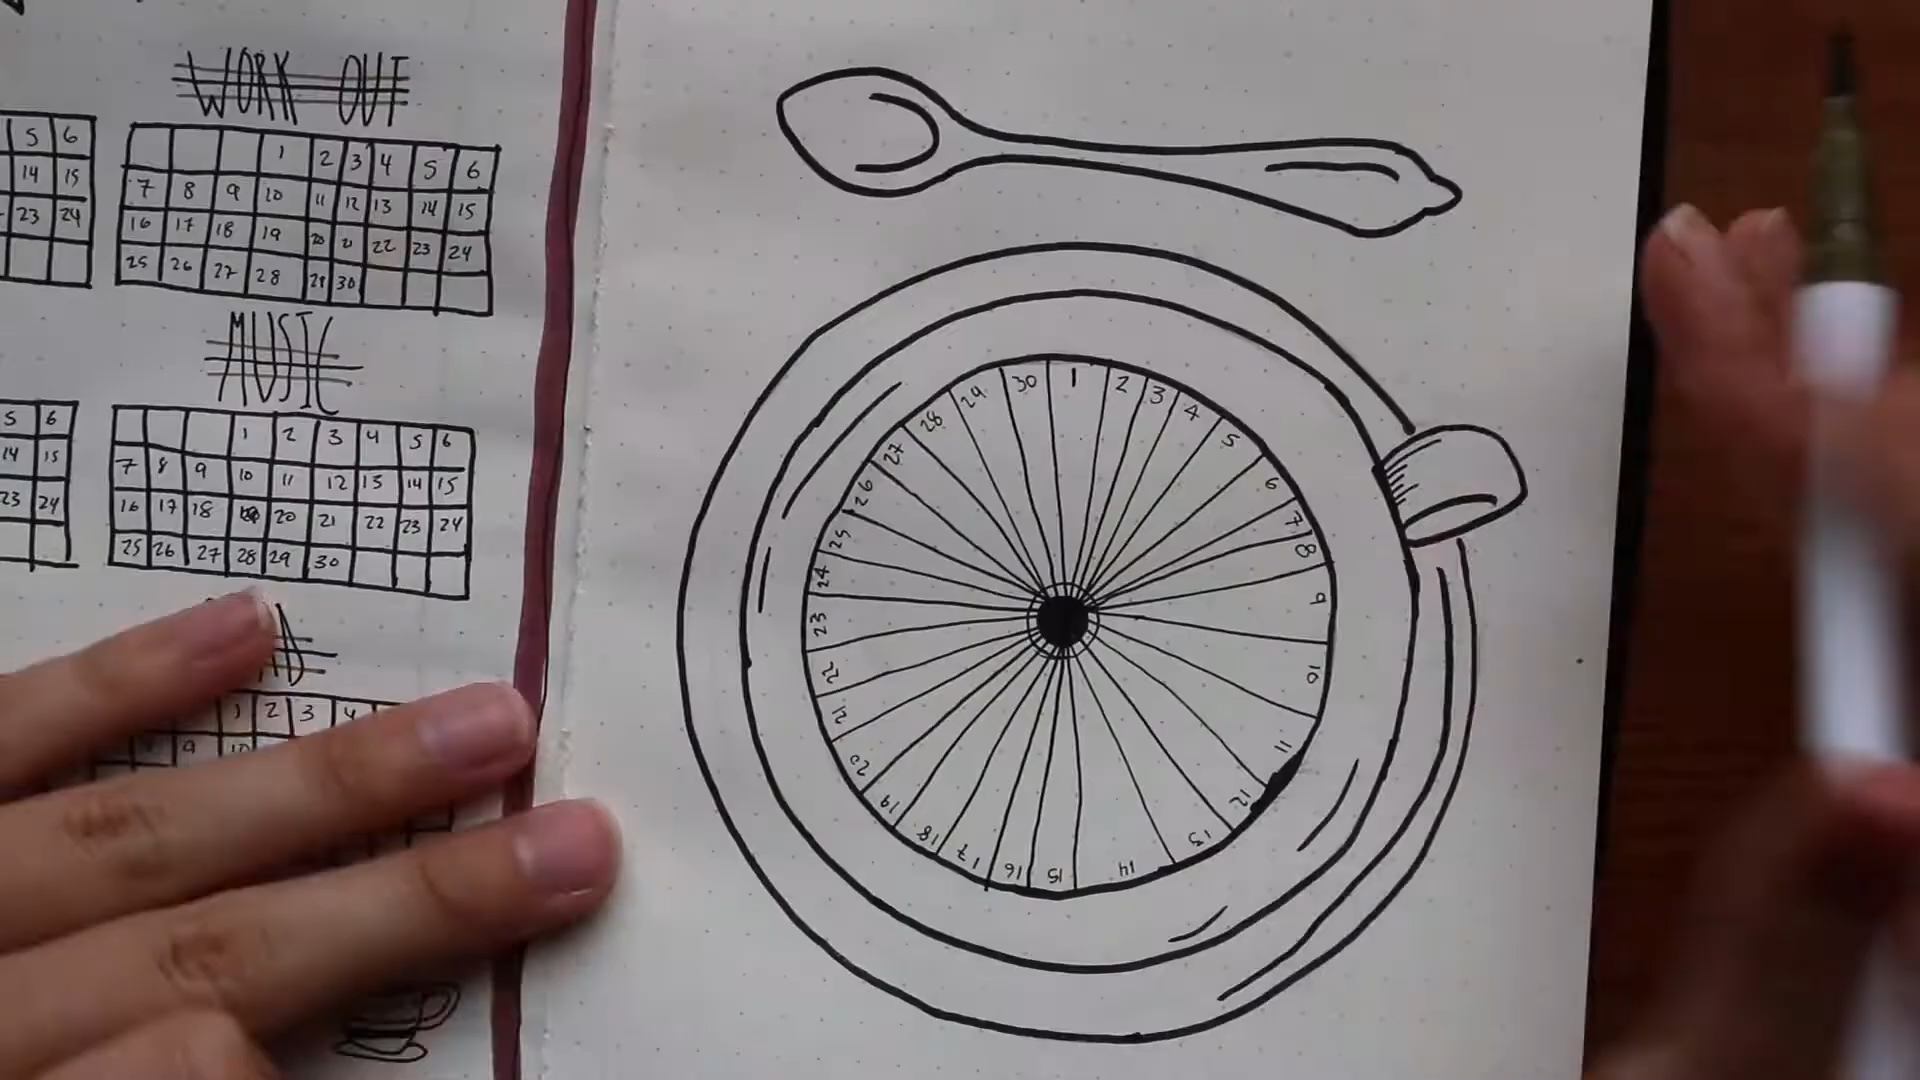 WORK OUT
5 6
14 15
23 24
1 2 3 4 5 6
7 8 9 10 11 12 13 14 15
16 17 18 19 20 21 22 23 24
25 26 27 28 29 30
MUSIC
5 6
14 15
23 24
1 2 3 4 5 6
7 8 9 10 11 12 13 14 15
16 17 18 19 20 21 22 23 24
25 26 27 28 29 30
1 2 3 4
9 10
1 2 3 4 5 6 7 8 9 10 11 12 13 14 15 16 17 18 19 20 21 22 23 24 25 26 27 28 29 30